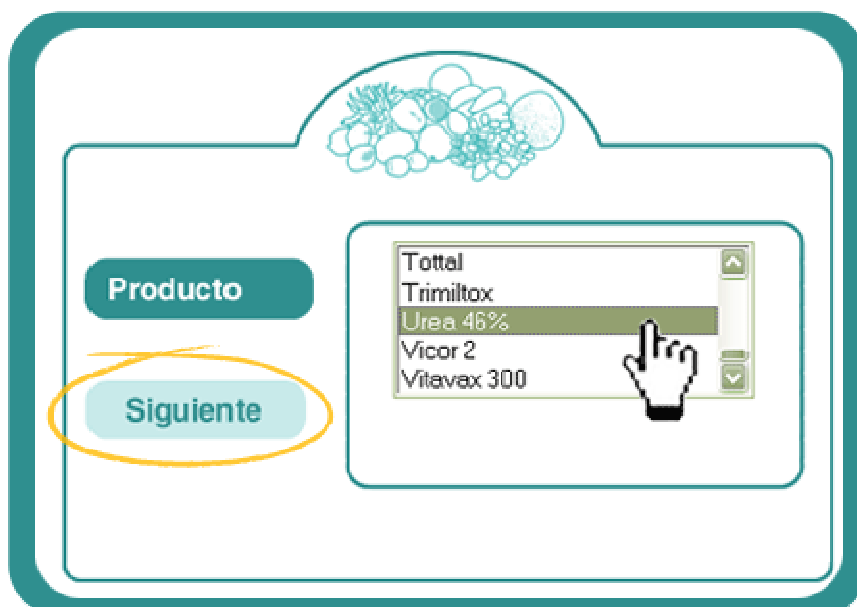 Producto
Siguiente
Tottal
Trimiltox
Urea 46%
Vicor 2
Vitavax 300